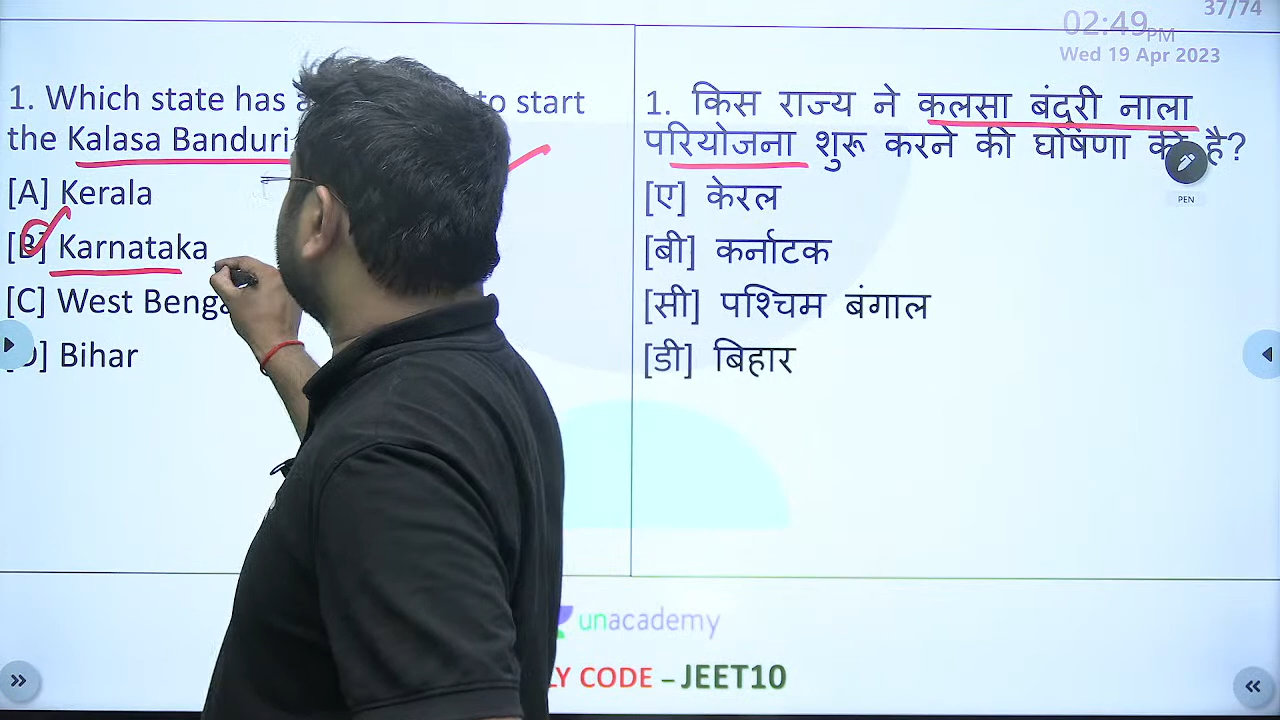 37/74
02:49PM
Wed 19 Apr 2023
1. Which state has to start
the Kalasa Banduri
[A] Kerala
[B] Karnataka
[C] West Benga
] Bihar
1. किस राज्य ने कलसा बंदूरी नाला
परियोजना शुरू करने की घोषणा की है?
[ए] केरल
[बी] कर्नाटक
[सी] पश्चिम बंगाल
[डी] बिहार
PEN
unacademy
LY CODE – JEET10